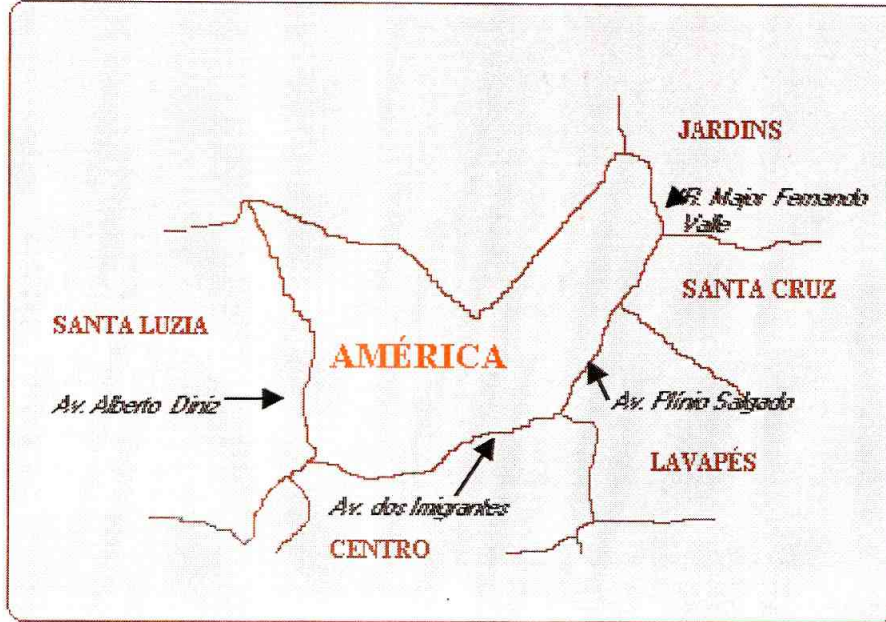 JARDINS
R. Major Fernando
Valle
SANTA CRUZ
SANTA LUZIA
AMÉRICA
Av. Alberto Diniz
Av. Plínio Salgado
LAVAPÉS
Av. dos Imigrantes
CENTRO